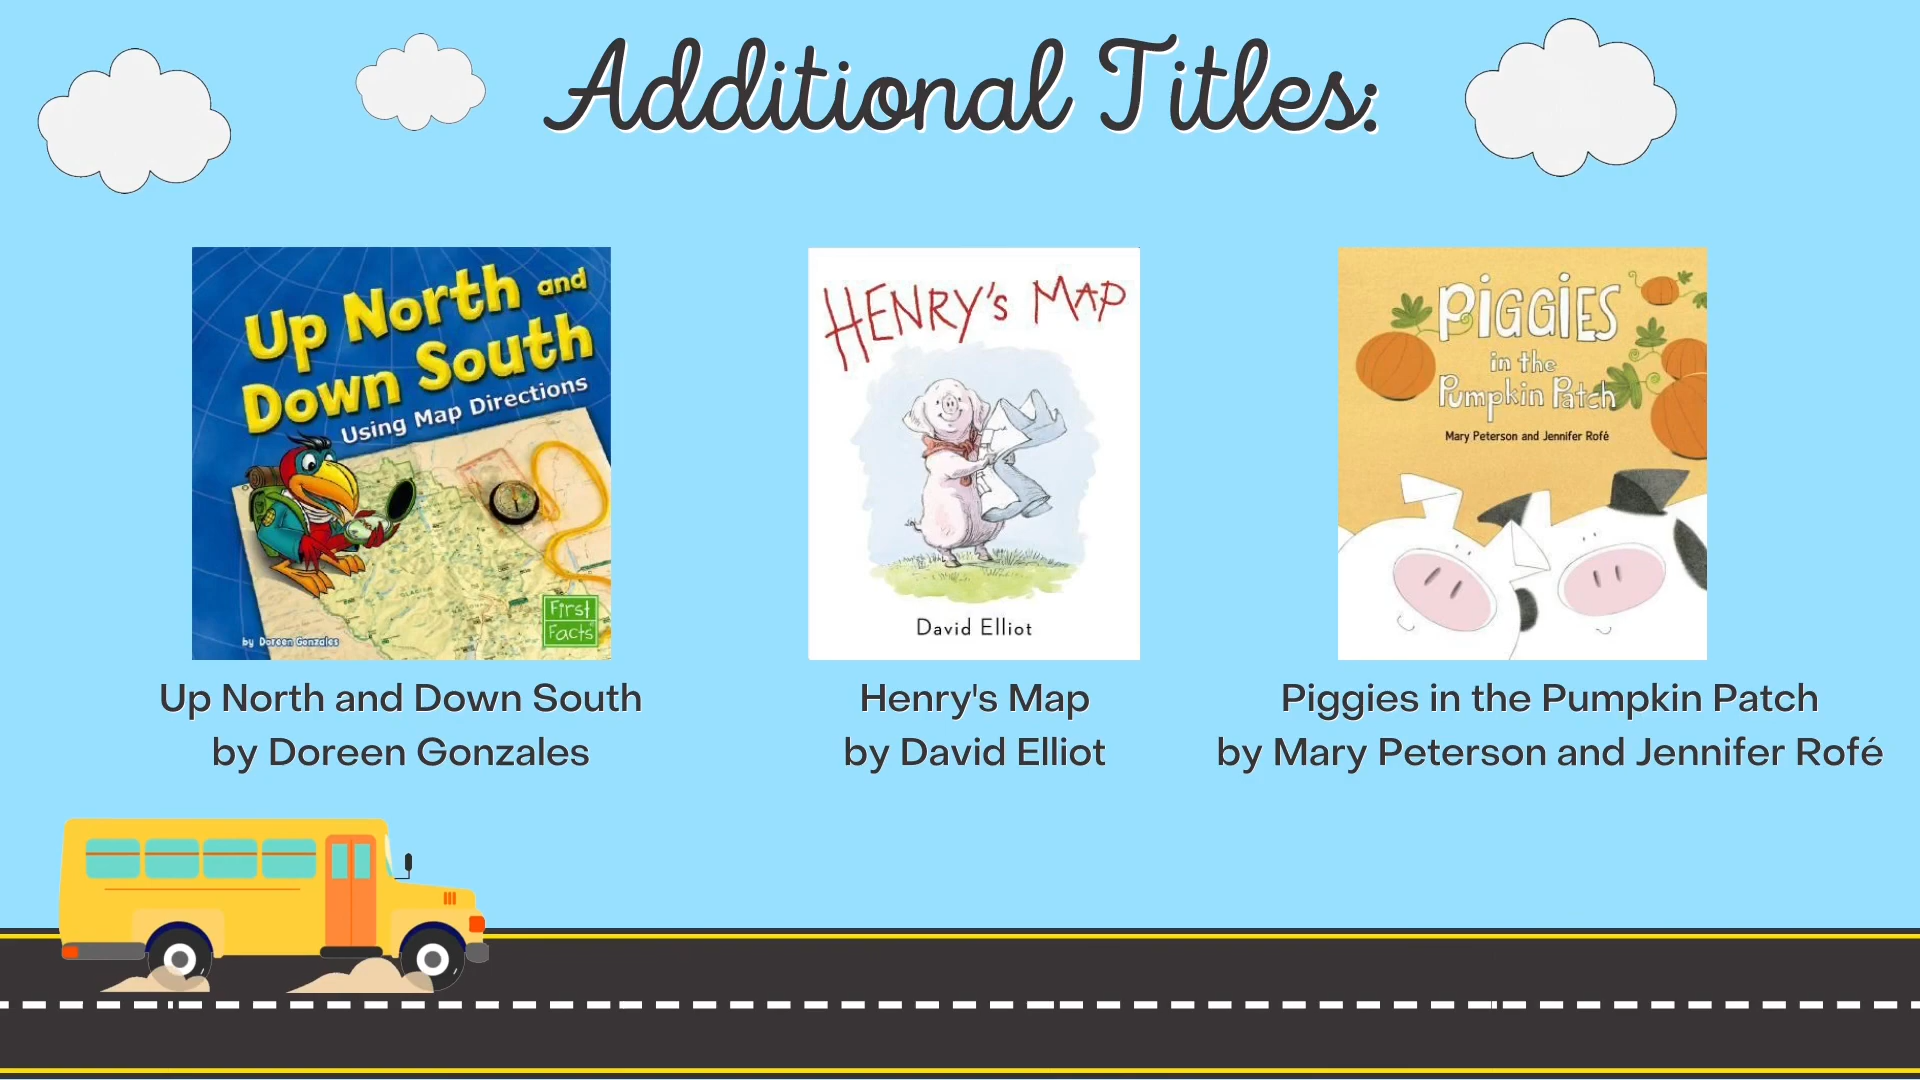 Additional Titles:
Up North and
Down South
Using Map Directions
First
Facts
by Doreen Gonzales
HENRY'S MAP
David Elliot
PiGGiES
in the
Pumpkin Patch
Mary Peterson and Jennifer Rofé
Up North and Down South
by Doreen Gonzales
Henry's Map
by David Elliot
Piggies in the Pumpkin Patch
by Mary Peterson and Jennifer Rofé